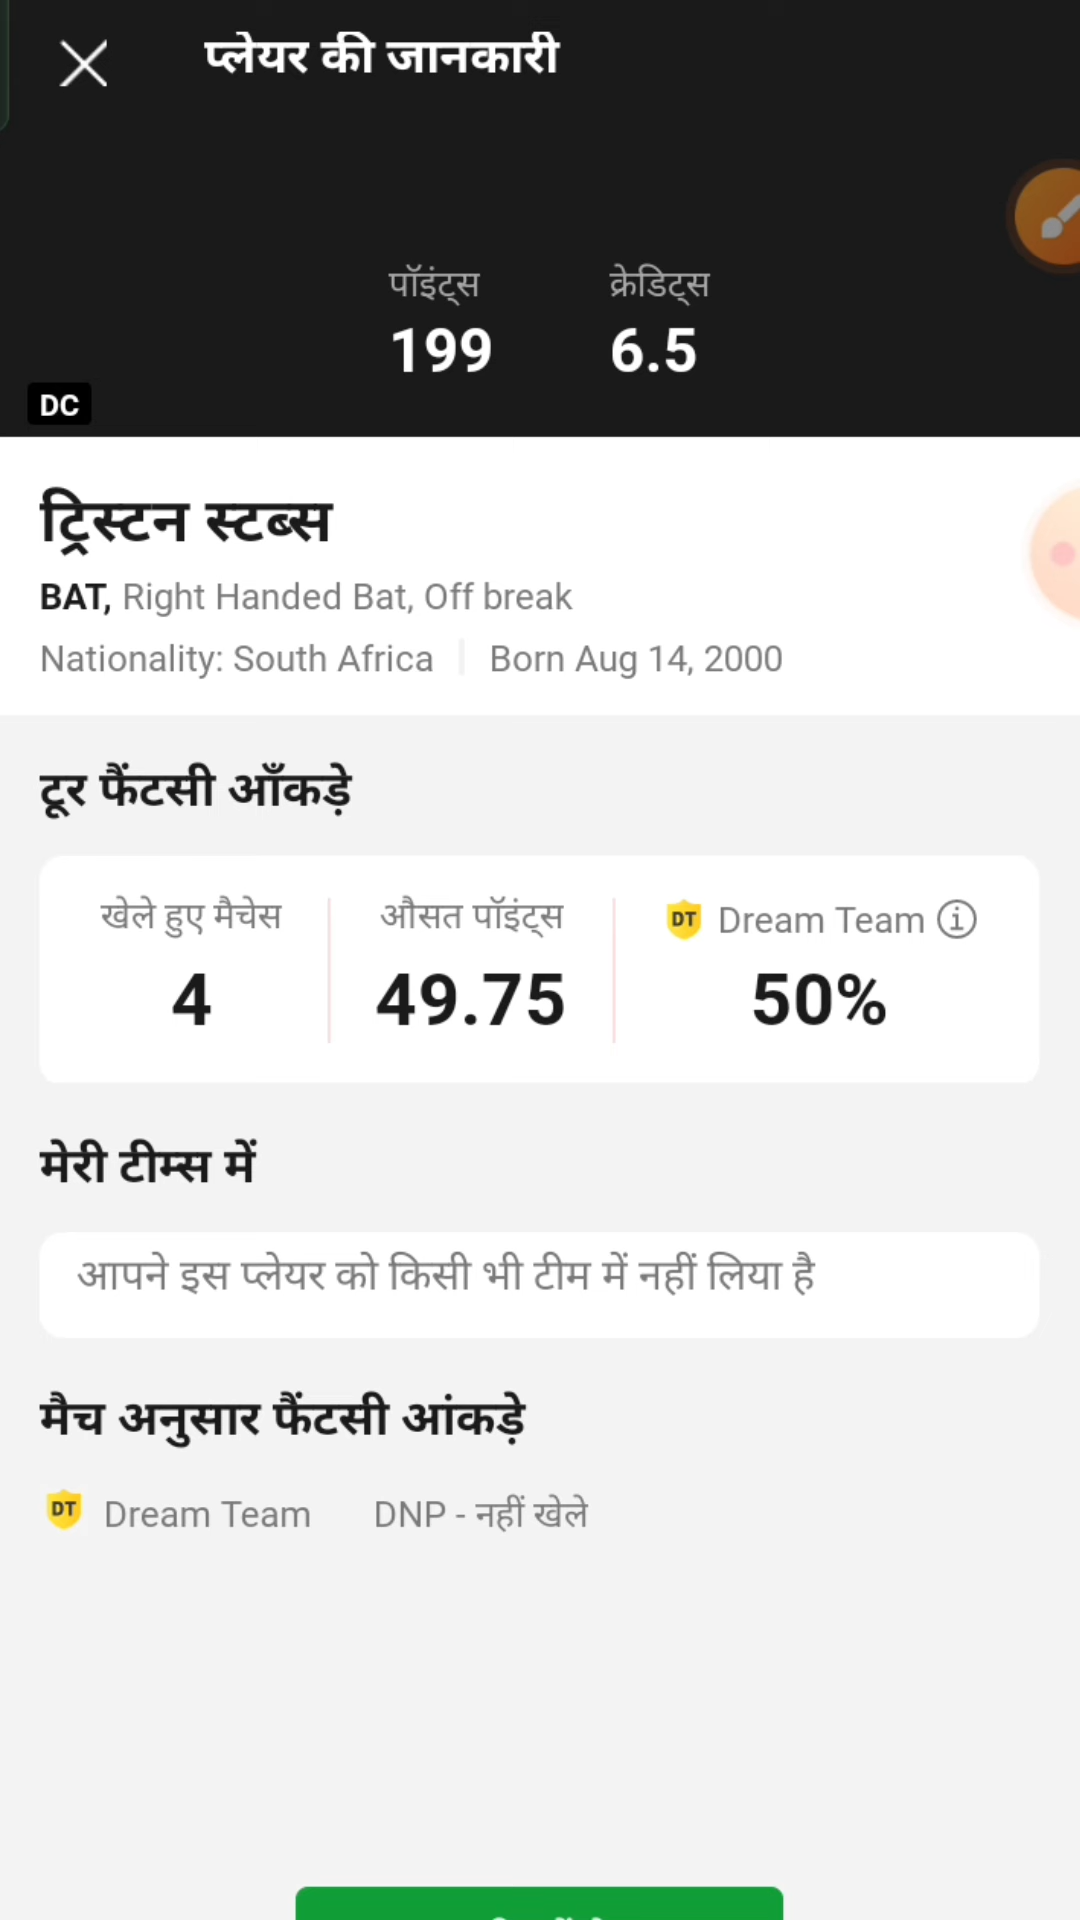 प्लेयर की जानकारी
पॉइंट्स
क्रेडिट्स
199
6.5
DC
ट्रिस्टन स्टब्स
BAT, Right Handed Bat, Off break
Nationality: South Africa Born Aug 14, 2000
टूर फैंटसी आँकड़े
खेले हुए मैचेस
औसत पॉइंट्स
DT Dream Team i
4
49.75
50%
मेरी टीम्स में
आपने इस प्लेयर को किसी भी टीम में नहीं लिया है
मैच अनुसार फैंटसी आंकड़े
DT Dream Team DNP - नहीं खेले